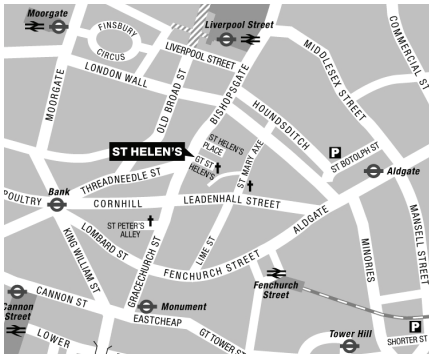 Moorgate
FINSBURY
CIRCUS
Liverpool Street
LIVERPOOL STREET
LONDON WALL
MOORGATE
OLD BROAD ST
BISHOPSGATE
MIDDLESEX STREET
COMMERCIAL ST
HOUNDSDITCH
ST HELEN'S
PLACE
ST HELEN'S
GT ST
HELEN'S
ST MARY AXE
P
ST BOTOLPH ST
Aldgate
THREADNEEDLE ST
Bank
POULTRY
CORNHILL
LEADENHALL STREET
ST PETER'S
ALLEY
LOMBARD ST
KING WILLIAM ST
GRACECHURCH ST
LIME ST
FENCHURCH STREET
ALDGATE
MINORIES
MANSELL STREET
Fenchurch
Street
CANNON ST
Cannon
Street
Monument
EASTCHEAP
GT TOWER ST
LOWER
Tower Hill
P
SHORTER ST